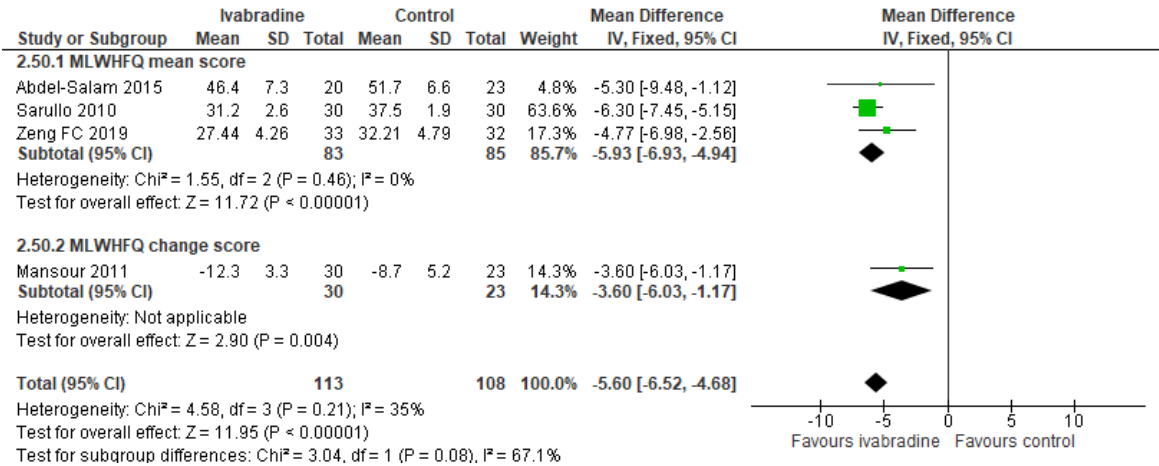 Ivabradine Control Mean Difference Mean Difference
Study or Subgroup Mean SD Total Mean SD Total Weight IV, Fixed, 95% CI IV, Fixed, 95% CI
2.50.1 MLWHFQ mean score
Abdel-Salam 2015 46.4 7.3 20 51.7 6.6 23 4.8% -5.30 [-9.48, -1.12]
Sarullo 2010 31.2 2.6 30 37.5 1.9 30 63.6% -6.30 [-7.45, -5.15]
Zeng FC 2019 27.44 4.26 33 32.21 4.79 32 17.3% -4.77 [-6.98, -2.56]
Subtotal (95% CI) 83 85 85.7% -5.93 [-6.93, -4.94]
Heterogeneity: Chi² = 1.55, df = 2 (P = 0.46); I² = 0%
Test for overall effect: Z = 11.72 (P < 0.00001)
2.50.2 MLWHFQ change score
Mansour 2011 -12.3 3.3 30 -8.7 5.2 23 14.3% -3.60 [-6.03, -1.17]
Subtotal (95% CI) 30 23 14.3% -3.60 [-6.03, -1.17]
Heterogeneity: Not applicable
Test for overall effect: Z = 2.90 (P = 0.004)
Total (95% CI) 113 108 100.0% -5.60 [-6.52, -4.68]
Heterogeneity: Chi² = 4.58, df = 3 (P = 0.21); I² = 35%
Test for overall effect: Z = 11.95 (P < 0.00001)
Test for subgroup differences: Chi² = 3.04, df = 1 (P = 0.08), I² = 67.1%
-10 -5 0 5 10
Favours ivabradine Favours control